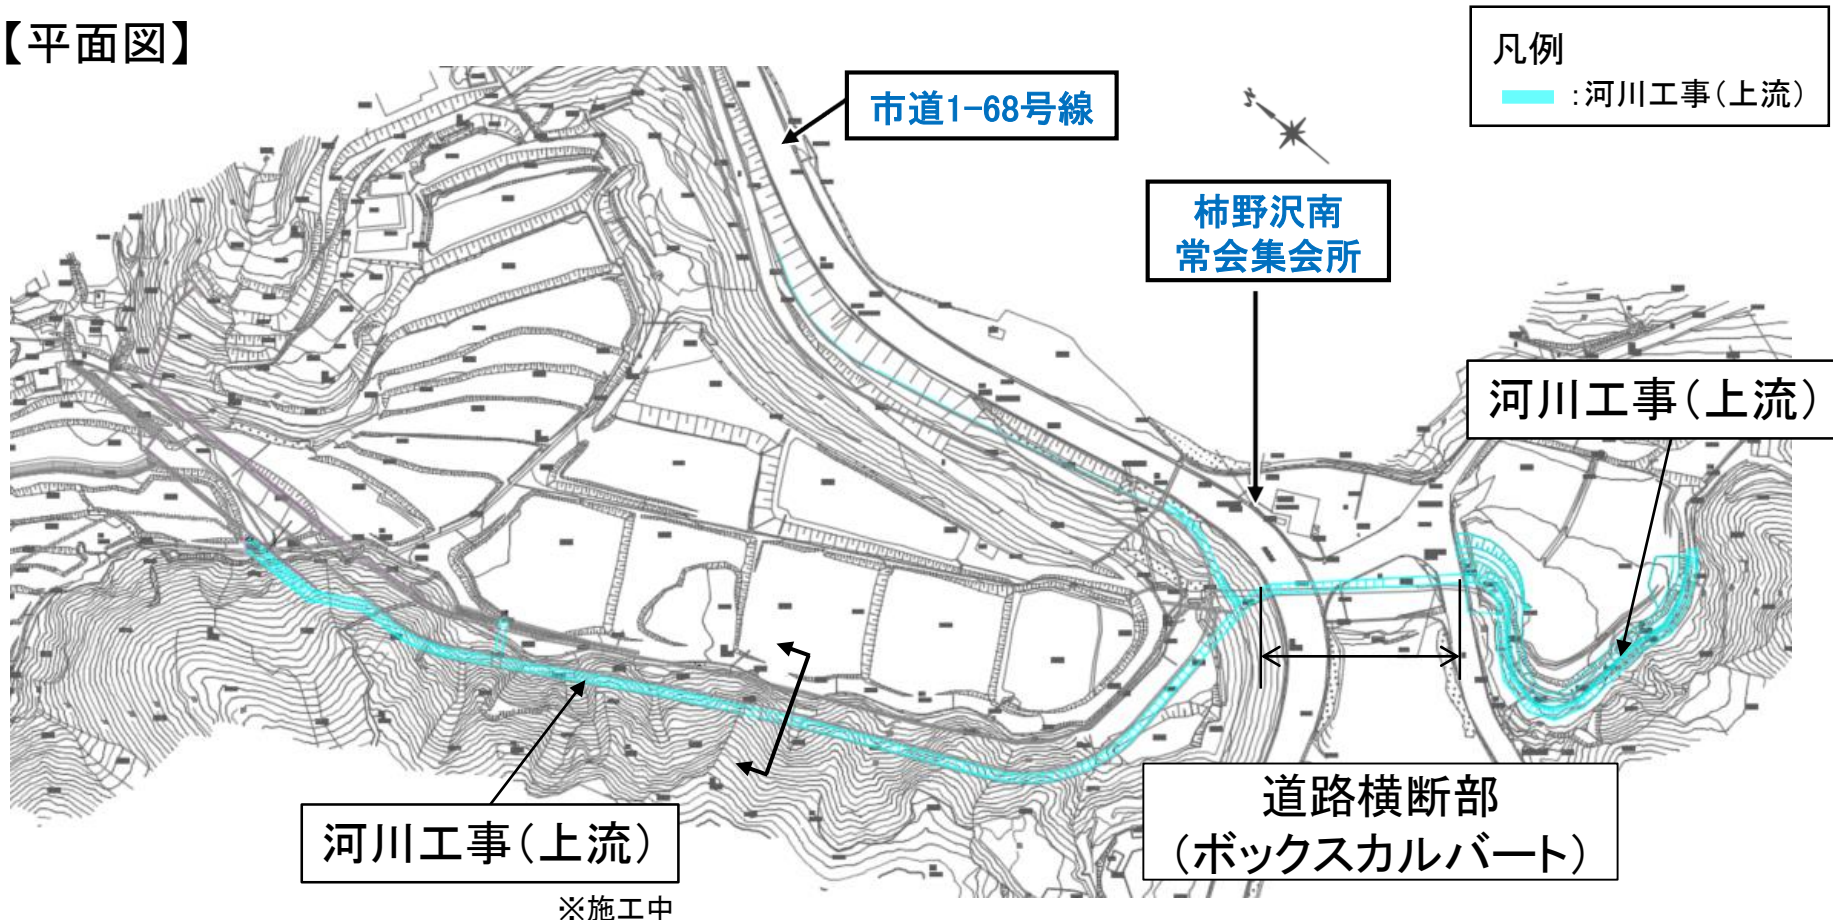 【平面図】
凡例
:河川工事(上流)
市道1-68号線
N
柿野沢南
常会集会所
河川工事(上流)
河川工事(上流)
※施工中
道路横断部
(ボックスカルバート)